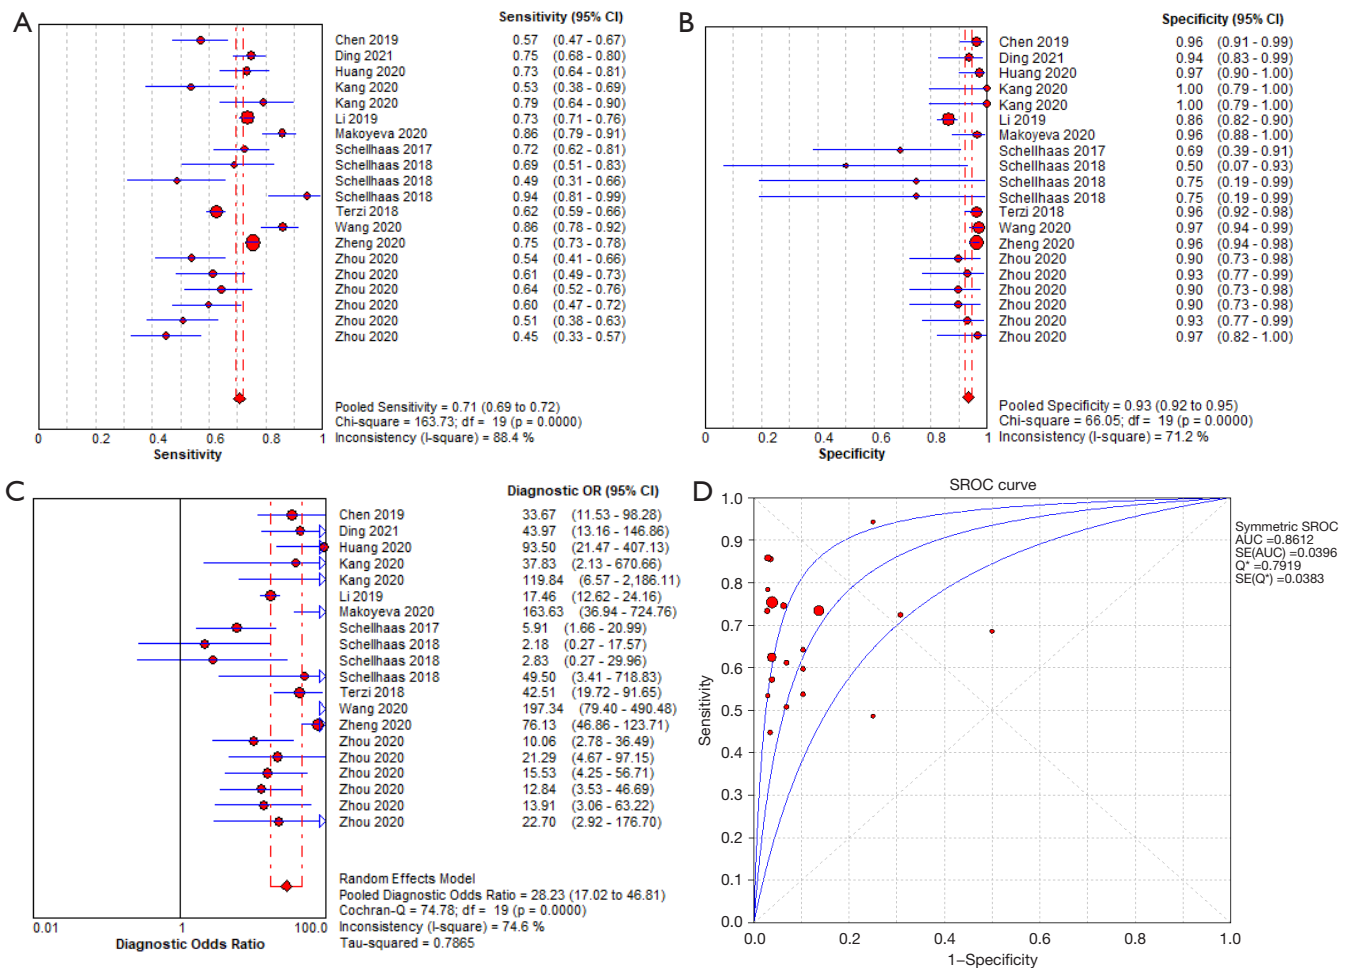 A
Sensitivity (95% CI)
Chen 2019 0.57 (0.47 - 0.67)
Ding 2021 0.75 (0.68 - 0.80)
Huang 2020 0.73 (0.64 - 0.81)
Kang 2020 0.53 (0.38 - 0.69)
Kang 2020 0.79 (0.64 - 0.90)
Li 2019 0.73 (0.71 - 0.76)
Makoyeva 2020 0.86 (0.79 - 0.91)
Schellhaas 2017 0.72 (0.62 - 0.81)
Schellhaas 2018 0.69 (0.51 - 0.83)
Schellhaas 2018 0.49 (0.31 - 0.66)
Schellhaas 2018 0.94 (0.81 - 0.99)
Terzi 2018 0.62 (0.59 - 0.66)
Wang 2020 0.86 (0.78 - 0.92)
Zheng 2020 0.75 (0.73 - 0.78)
Zhou 2020 0.54 (0.41 - 0.66)
Zhou 2020 0.61 (0.49 - 0.73)
Zhou 2020 0.64 (0.52 - 0.76)
Zhou 2020 0.60 (0.47 - 0.72)
Zhou 2020 0.51 (0.38 - 0.63)
Zhou 2020 0.45 (0.33 - 0.57)
Pooled Sensitivity = 0.71 (0.69 to 0.72)
Chi-square = 163.73; df = 19 (p = 0.0000)
Inconsistency (I-square) = 88.4 %
0 0.2 0.4 0.6 0.8 1
Sensitivity
B
Specificity (95% CI)
Chen 2019 0.96 (0.91 - 0.99)
Ding 2021 0.94 (0.83 - 0.99)
Huang 2020 0.97 (0.90 - 1.00)
Kang 2020 1.00 (0.79 - 1.00)
Kang 2020 1.00 (0.79 - 1.00)
Li 2019 0.86 (0.82 - 0.90)
Makoyeva 2020 0.96 (0.88 - 1.00)
Schellhaas 2017 0.69 (0.39 - 0.91)
Schellhaas 2018 0.50 (0.07 - 0.93)
Schellhaas 2018 0.75 (0.19 - 0.99)
Schellhaas 2018 0.75 (0.19 - 0.99)
Terzi 2018 0.96 (0.92 - 0.98)
Wang 2020 0.97 (0.94 - 0.99)
Zheng 2020 0.96 (0.94 - 0.98)
Zhou 2020 0.90 (0.73 - 0.98)
Zhou 2020 0.93 (0.77 - 0.99)
Zhou 2020 0.90 (0.73 - 0.98)
Zhou 2020 0.90 (0.73 - 0.98)
Zhou 2020 0.93 (0.77 - 0.99)
Zhou 2020 0.97 (0.82 - 1.00)
Pooled Specificity = 0.93 (0.92 to 0.95)
Chi-square = 66.05; df = 19 (p = 0.0000)
Inconsistency (I-square) = 71.2 %
0 0.2 0.4 0.6 0.8 1
Specificity
C
Diagnostic OR (95% CI)
Chen 2019 33.67 (11.53 - 98.28)
Ding 2021 43.97 (13.16 - 146.86)
Huang 2020 93.50 (21.47 - 407.13)
Kang 2020 37.83 (2.13 - 670.66)
Kang 2020 119.84 (6.57 - 2,186.11)
Li 2019 17.46 (12.62 - 24.16)
Makoyeva 2020 163.63 (36.94 - 724.76)
Schellhaas 2017 5.91 (1.66 - 20.99)
Schellhaas 2018 2.18 (0.27 - 17.57)
Schellhaas 2018 2.83 (0.27 - 29.96)
Schellhaas 2018 49.50 (3.41 - 718.83)
Terzi 2018 42.51 (19.72 - 91.65)
Wang 2020 197.34 (79.40 - 490.48)
Zheng 2020 76.13 (46.86 - 123.71)
Zhou 2020 10.06 (2.78 - 36.49)
Zhou 2020 21.29 (4.67 - 97.15)
Zhou 2020 15.53 (4.25 - 56.71)
Zhou 2020 12.84 (3.53 - 46.69)
Zhou 2020 13.91 (3.06 - 63.22)
Zhou 2020 22.70 (2.92 - 176.70)
Random Effects Model
Pooled Diagnostic Odds Ratio = 28.23 (17.02 to 46.81)
Cochran-Q = 74.78; df = 19 (p = 0.0000)
Inconsistency (I-square) = 74.6 %
Tau-squared = 0.7865
0.01 1 100.0
Diagnostic Odds Ratio
D
SROC curve
1.0
0.9
0.8
0.7
0.6
0.5
0.4
0.3
0.2
0.1
0.0
Sensitivity
0.0 0.2 0.4 0.6 0.8 1.0
1–Specificity
Symmetric SROC
AUC =0.8612
SE(AUC) =0.0396
Q* =0.7919
SE(Q*) =0.0383